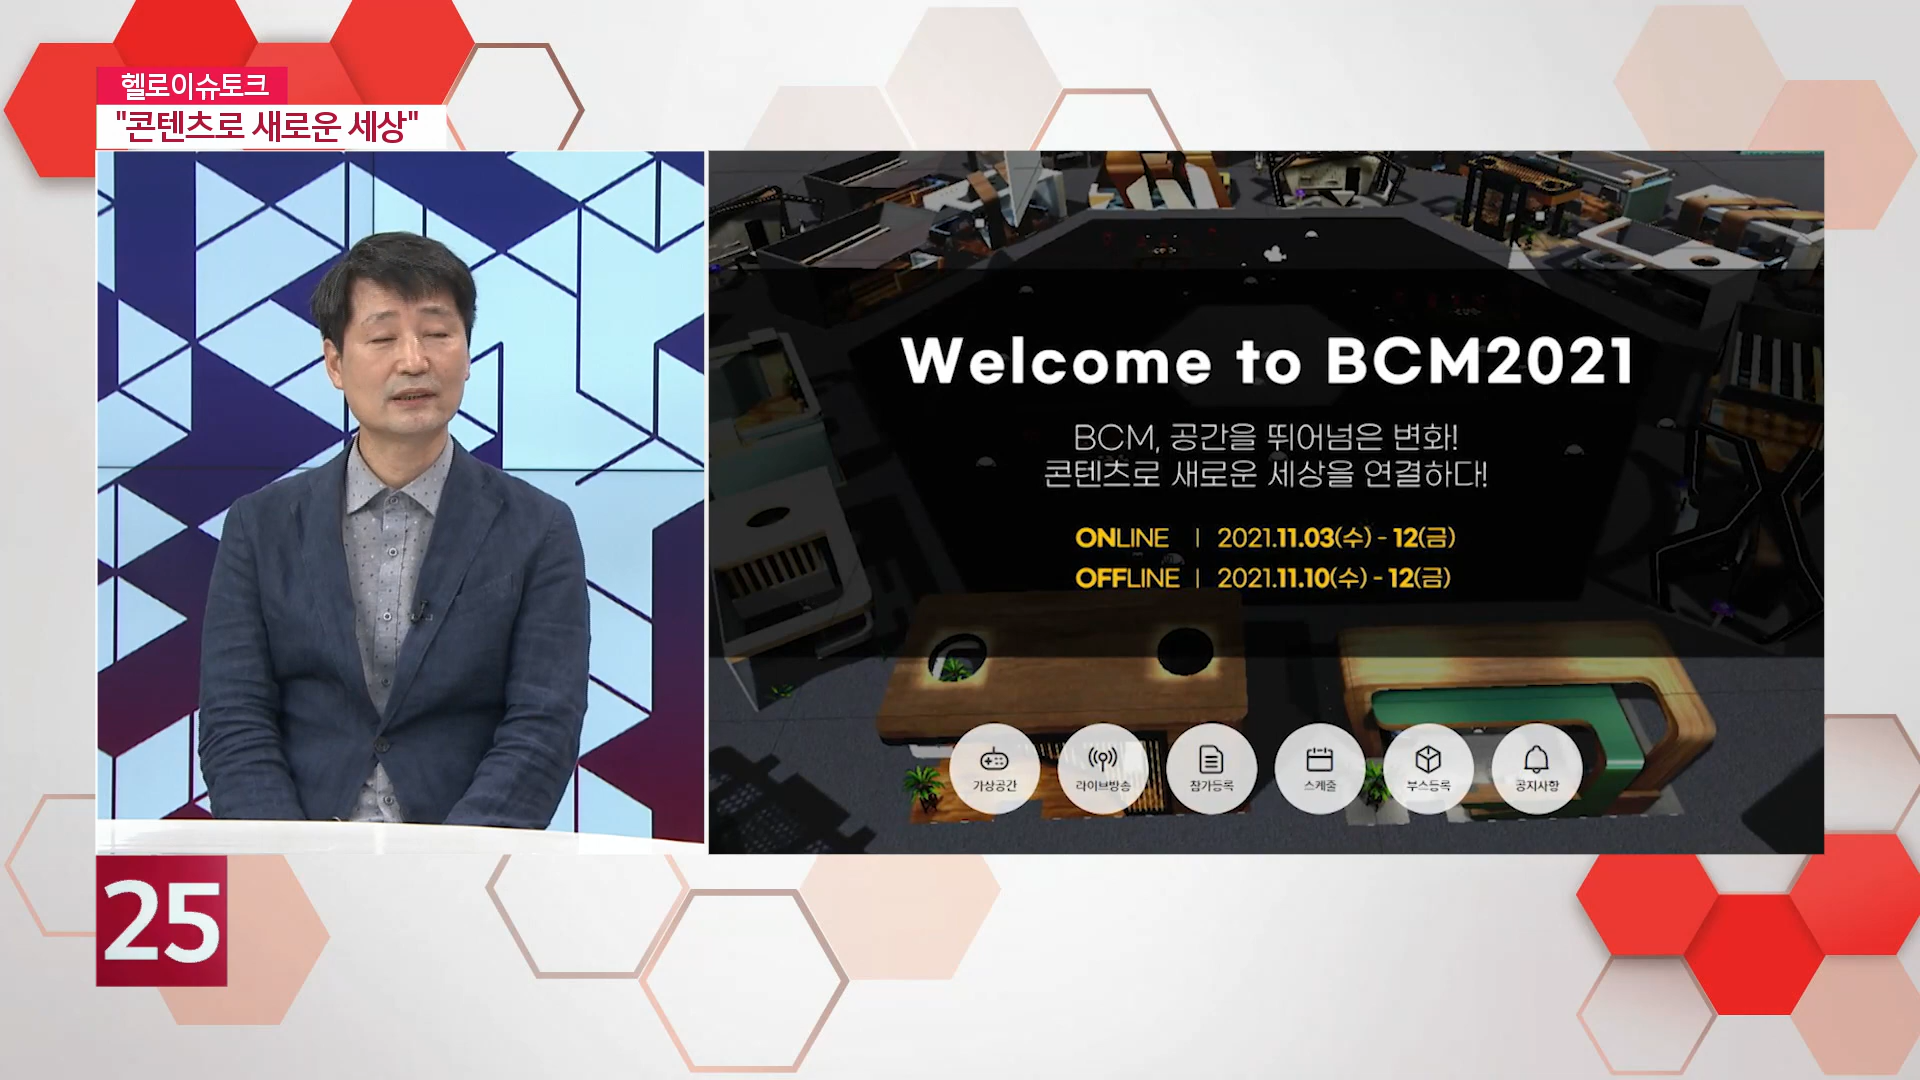 헬로이슈토크
"콘텐츠로 새로운 세상"
Welcome to BCM2021
BCM, 공간을 뛰어넘은 변화!
콘텐츠로 새로운 세상을 연결하다!
ONLINE | 2021.11.03(수) - 12(금)
OFFLINE | 2021.11.10(수) - 12(금)
가상공간
라이브방송
참가등록
스케줄
부스등록
공지사항
25